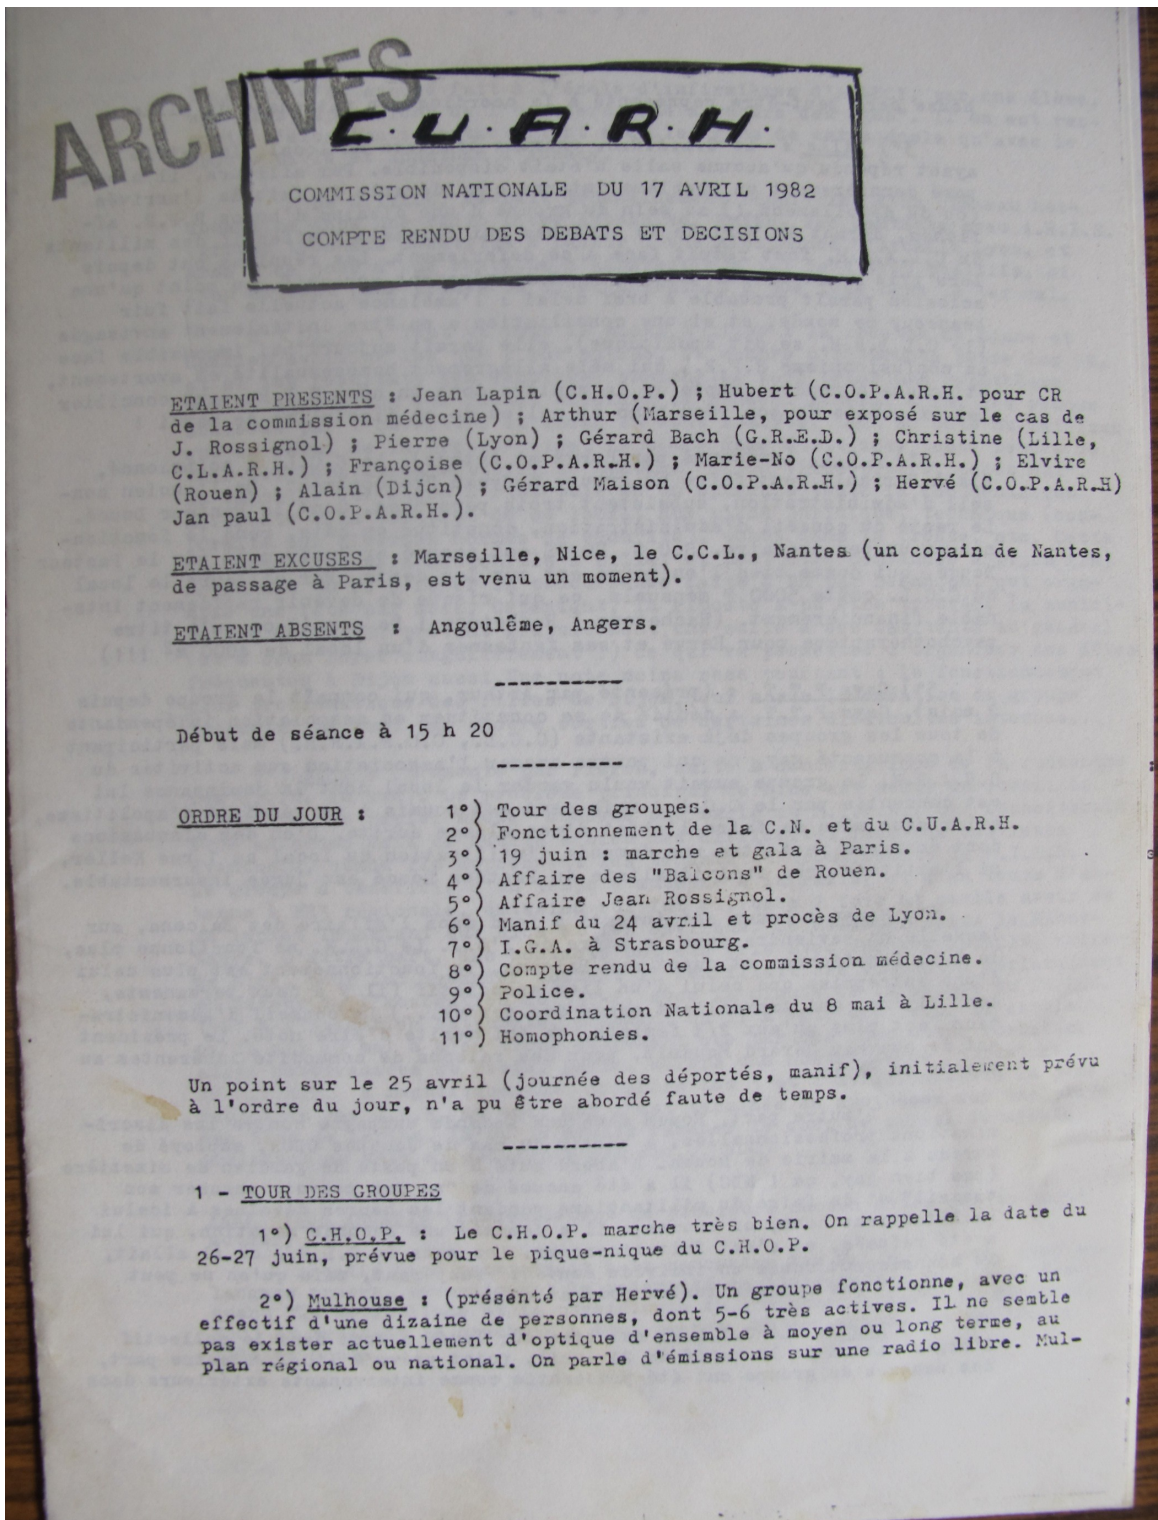 ARCHIVES
C.U.A.R.H.
COMMISSION NATIONALE DU 17 AVRIL 1982
COMPTE RENDU DES DEBATS ET DECISIONS
ETAIENT PRESENTS : Jean Lapin (C.H.O.P.) ; Hubert (C.O.P.A.R.H. pour CR
de la commission médecine) ; Arthur (Marseille, pour exposé sur le cas de
J. Rossignol) ; Pierre (Lyon) ; Gérard Bach (G.R.E.D.) ; Christine (Lille,
C.L.A.R.H.) ; Françoise (C.O.P.A.R.H.) ; Marie-No (C.O.P.A.R.H.) ; Elvire
(Rouen) ; Alain (Dijon) ; Gérard Maison (C.O.P.A.R.H.) ; Hervé (C.O.P.A.R.H)
Jan paul (C.O.P.A.R.H.).
ETAIENT EXCUSES : Marseille, Nice, le C.C.L., Nantes (un copain de Nantes,
de passage à Paris, est venu un moment).
ETAIENT ABSENTS : Angoulême, Angers.
----------
Début de séance à 15 h 20
----------
ORDRE DU JOUR : 1°) Tour des groupes.
2°) Fonctionnement de la C.N. et du C.U.A.R.H.
3°) 19 juin : marche et gala à Paris.
4°) Affaire des "Balcons" de Rouen.
5°) Affaire Jean Rossignol.
6°) Manif du 24 avril et procès de Lyon.
7°) I.G.A. à Strasbourg.
8°) Compte rendu de la commission médecine.
9°) Police.
10°) Coordination Nationale du 8 mai à Lille.
11°) Homophonies.
Un point sur le 25 avril (journée des déportés, manif), initialement prévu
à l'ordre du jour, n'a pu être abordé faute de temps.
----------
1 - TOUR DES GROUPES
1°) C.H.O.P. : Le C.H.O.P. marche très bien. On rappelle la date du
26-27 juin, prévue pour le pique-nique du C.H.O.P.
2°) Mulhouse : (présenté par Hervé). Un groupe fonctionne, avec un
effectif d'une dizaine de personnes, dont 5-6 très actives. Il ne semble
pas exister actuellement d'optique d'ensemble à moyen ou long terme, au
plan régional ou national. On parle d'émissions sur une radio libre. Mul-